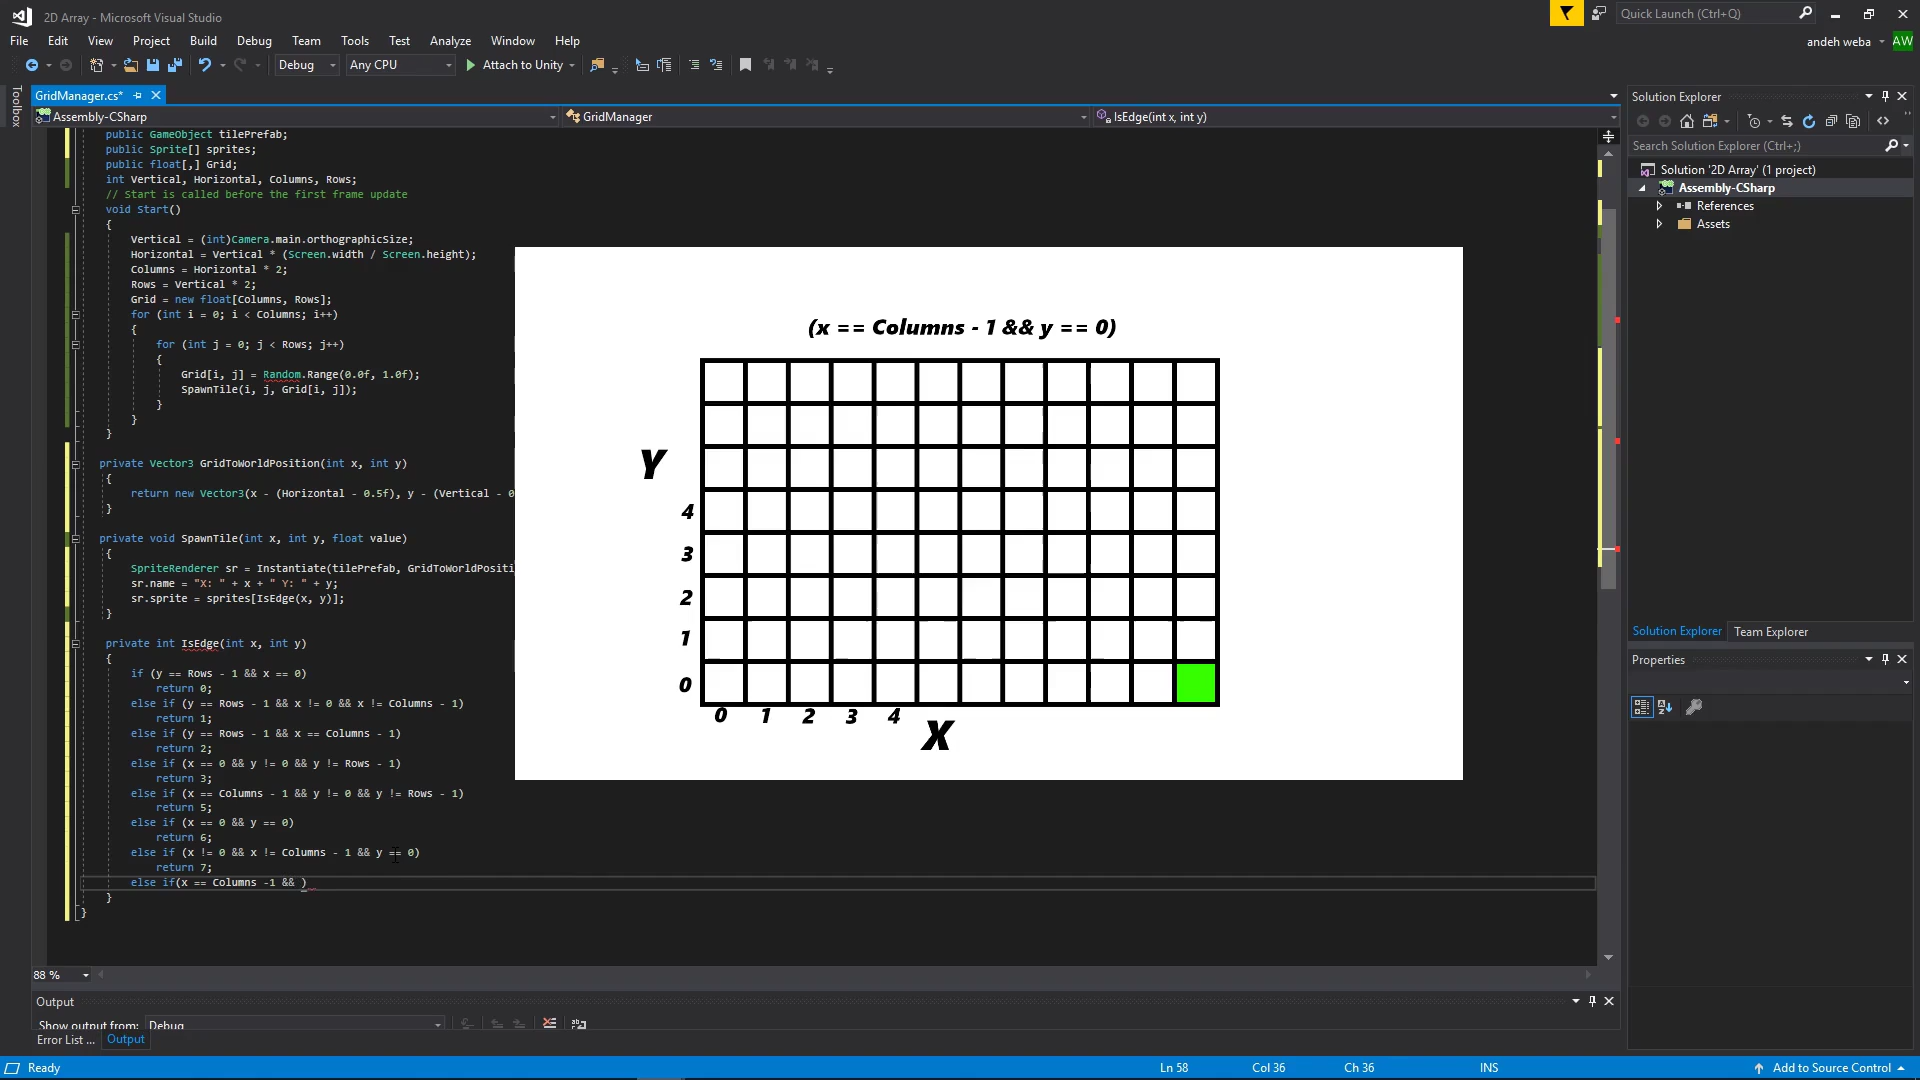 2D Array - Microsoft Visual Studio
Quick Launch (Ctrl+Q)
File Edit View Project Build Debug Team Tools Test Analyze Window Help
andeh weba AW
Debug Any CPU Attach to Unity
Toolbox
GridManager.cs*
Assembly-CSharp GridManager IsEdge(int x, int y)
public GameObject tilePrefab;
public Sprite[] sprites;
public float[,] Grid;
int Vertical, Horizontal, Columns, Rows;
// Start is called before the first frame update
void Start()
{
Vertical = (int)Camera.main.orthographicSize;
Horizontal = Vertical * (Screen.width / Screen.height);
Columns = Horizontal * 2;
Rows = Vertical * 2;
Grid = new float[Columns, Rows];
for (int i = 0; i < Columns; i++)
{
for (int j = 0; j < Rows; j++)
{
Grid[i, j] = Random.Range(0.0f, 1.0f);
SpawnTile(i, j, Grid[i, j]);
}
}
}
private Vector3 GridToWorldPosition(int x, int y)
{
return new Vector3(x - (Horizontal - 0.5f), y - (Vertical - 0
}
private void SpawnTile(int x, int y, float value)
{
SpriteRenderer sr = Instantiate(tilePrefab, GridToWorldPositi
sr.name = "X: " + x + " Y: " + y;
sr.sprite = sprites[IsEdge(x, y)];
}
private int IsEdge(int x, int y)
{
if (y == Rows - 1 && x == 0)
return 0;
else if (y == Rows - 1 && x != 0 && x != Columns - 1)
return 1;
else if (y == Rows - 1 && x == Columns - 1)
return 2;
else if (x == 0 && y != 0 && y != Rows - 1)
return 3;
else if (x == Columns - 1 && y != 0 && y != Rows - 1)
return 5;
else if (x == 0 && y == 0)
return 6;
else if (x != 0 && x != Columns - 1 && y == 0)
return 7;
else if(x == Columns -1 && )
}
}
(x == Columns - 1 && y == 0)
Y
4
3
2
1
0
0 1 2 3 4
X
Solution Explorer
Search Solution Explorer (Ctrl+;)
Solution '2D Array' (1 project)
Assembly-CSharp
References
Assets
Solution Explorer Team Explorer
Properties
88 %
Output
Show output from: Debug
Error List ... Output
Ready Ln 58 Col 36 Ch 36 INS Add to Source Control